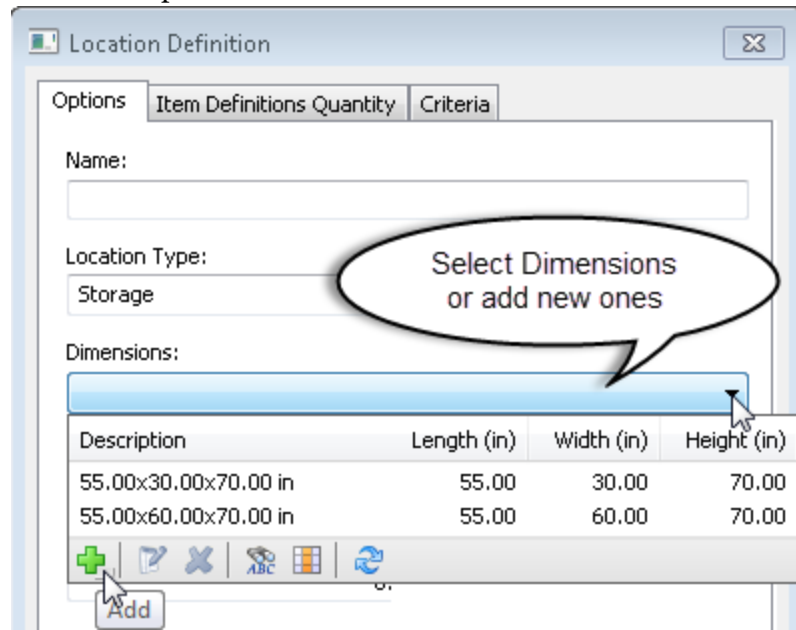 Location Definition
Options Item Definitions Quantity Criteria
Name:
Location Type:
Storage
Select Dimensions
or add new ones
Dimensions:
Description Length (in) Width (in) Height (in)
55.00x30.00x70.00 in 55.00 30.00 70.00
55.00x60.00x70.00 in 55.00 60.00 70.00
ABC
Add